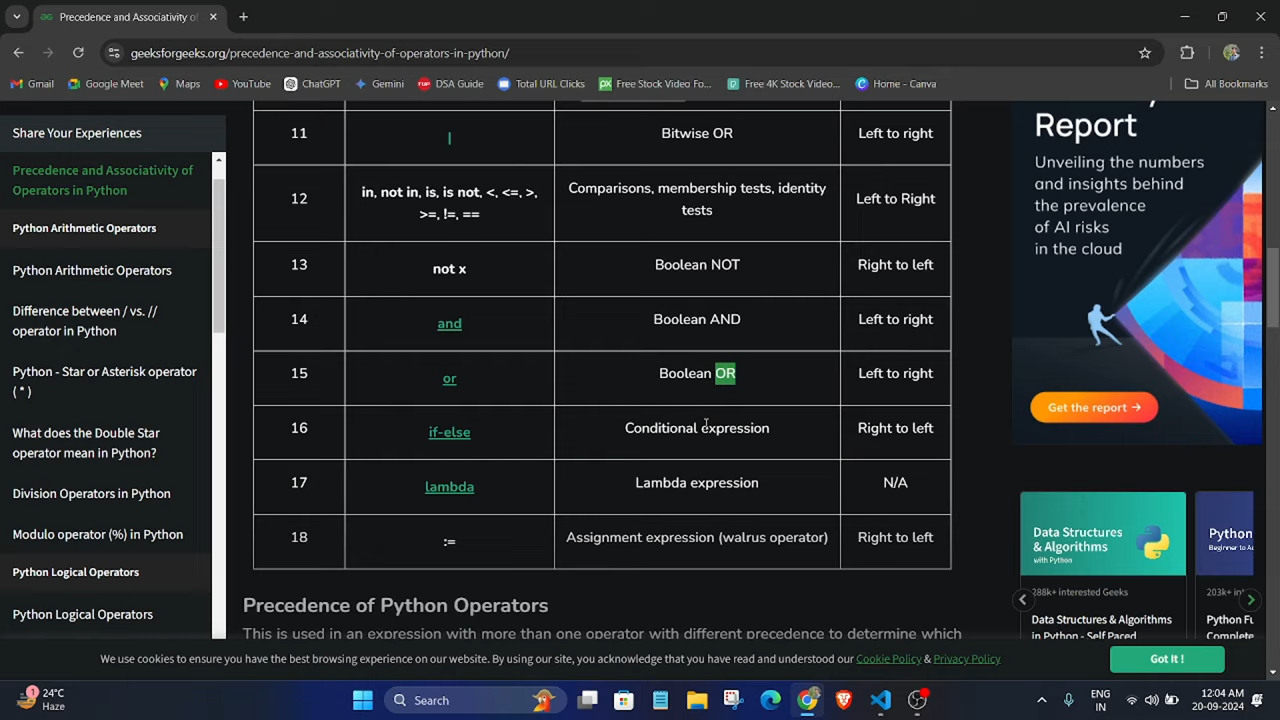 Precedence and Associativity of
geeksforgeeks.org/precedence-and-associativity-of-operators-in-python/
Gmail
Google Meet
Maps
YouTube
ChatGPT
Gemini
DSA Guide
Total URL Clicks
Free Stock Video Fo...
Free 4K Stock Video...
Home - Canva
All Bookmarks
Share Your Experiences
Precedence and Associativity of
Operators in Python
Python Arithmetic Operators
Python Arithmetic Operators
Difference between / vs. //
operator in Python
Python - Star or Asterisk operator
( * )
What does the Double Star
operator mean in Python?
Division Operators in Python
Modulo operator (%) in Python
Python Logical Operators
Python Logical Operators
11 | Bitwise OR Left to right
12 in, not in, is, is not, <, <=, >, Comparisons, membership tests, identity Left to Right
>=, !=, == tests
13 not x Boolean NOT Right to left
14 and Boolean AND Left to right
15 or Boolean OR Left to right
16 if-else Conditional expression Right to left
17 lambda Lambda expression N/A
18 := Assignment expression (walrus operator) Right to left
Precedence of Python Operators
This is used in an expression with more than one operator with different precedence to determine which
Report
Unveiling the numbers
and insights behind
the prevalence
of AI risks
in the cloud
Get the report →
Data Structures
& Algorithms
with Python
288k+ interested Geeks
Data Structures & Algorithms
in Python - Self Paced
Python
203k+
Python Fu
Complete
We use cookies to ensure you have the best browsing experience on our website. By using our site, you acknowledge that you have read and understood our Cookie Policy & Privacy Policy
Got It !
1
24°C
Haze
Search
ENG
IN
12:04 AM
20-09-2024